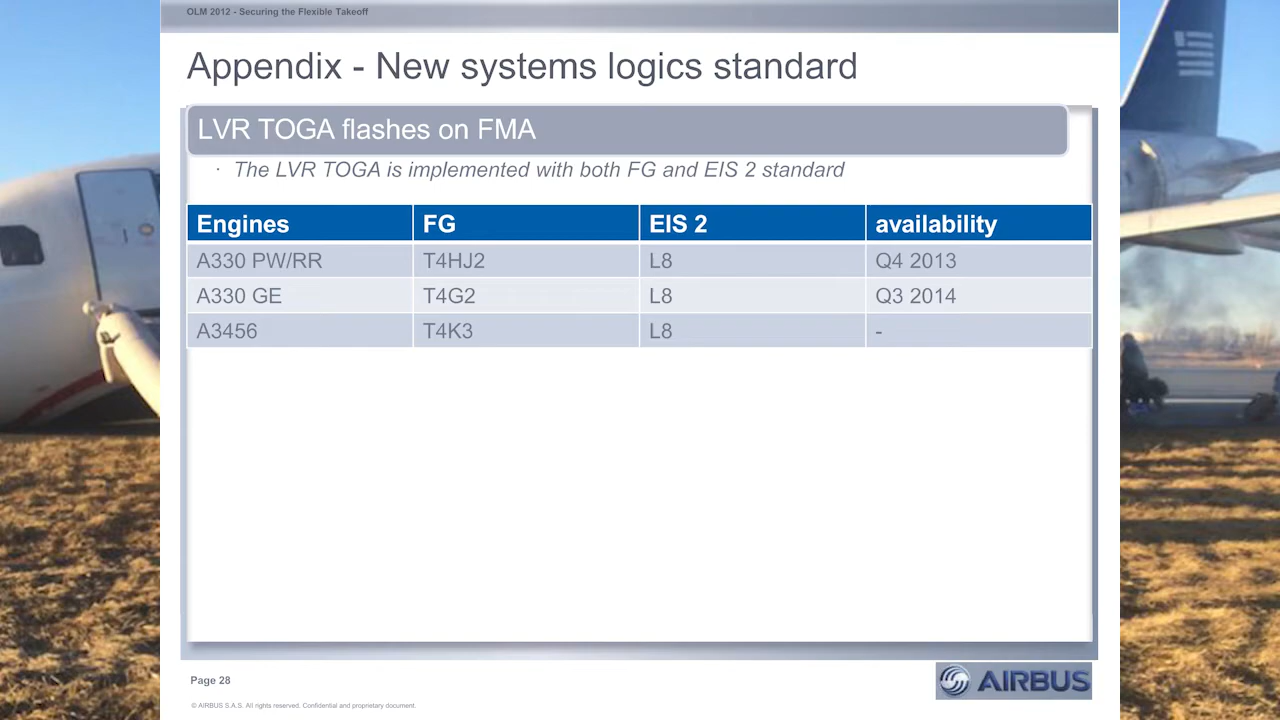 OLM 2012 - Securing the Flexible Takeoff
Appendix - New systems logics standard
LVR TOGA flashes on FMA
· The LVR TOGA is implemented with both FG and EIS 2 standard
Engines FG EIS 2 availability
A330 PW/RR T4HJ2 L8 Q4 2013
A330 GE T4G2 L8 Q3 2014
A3456 T4K3 L8 -
Page 28
AIRBUS
© AIRBUS S.A.S. All rights reserved. Confidential and proprietary document.